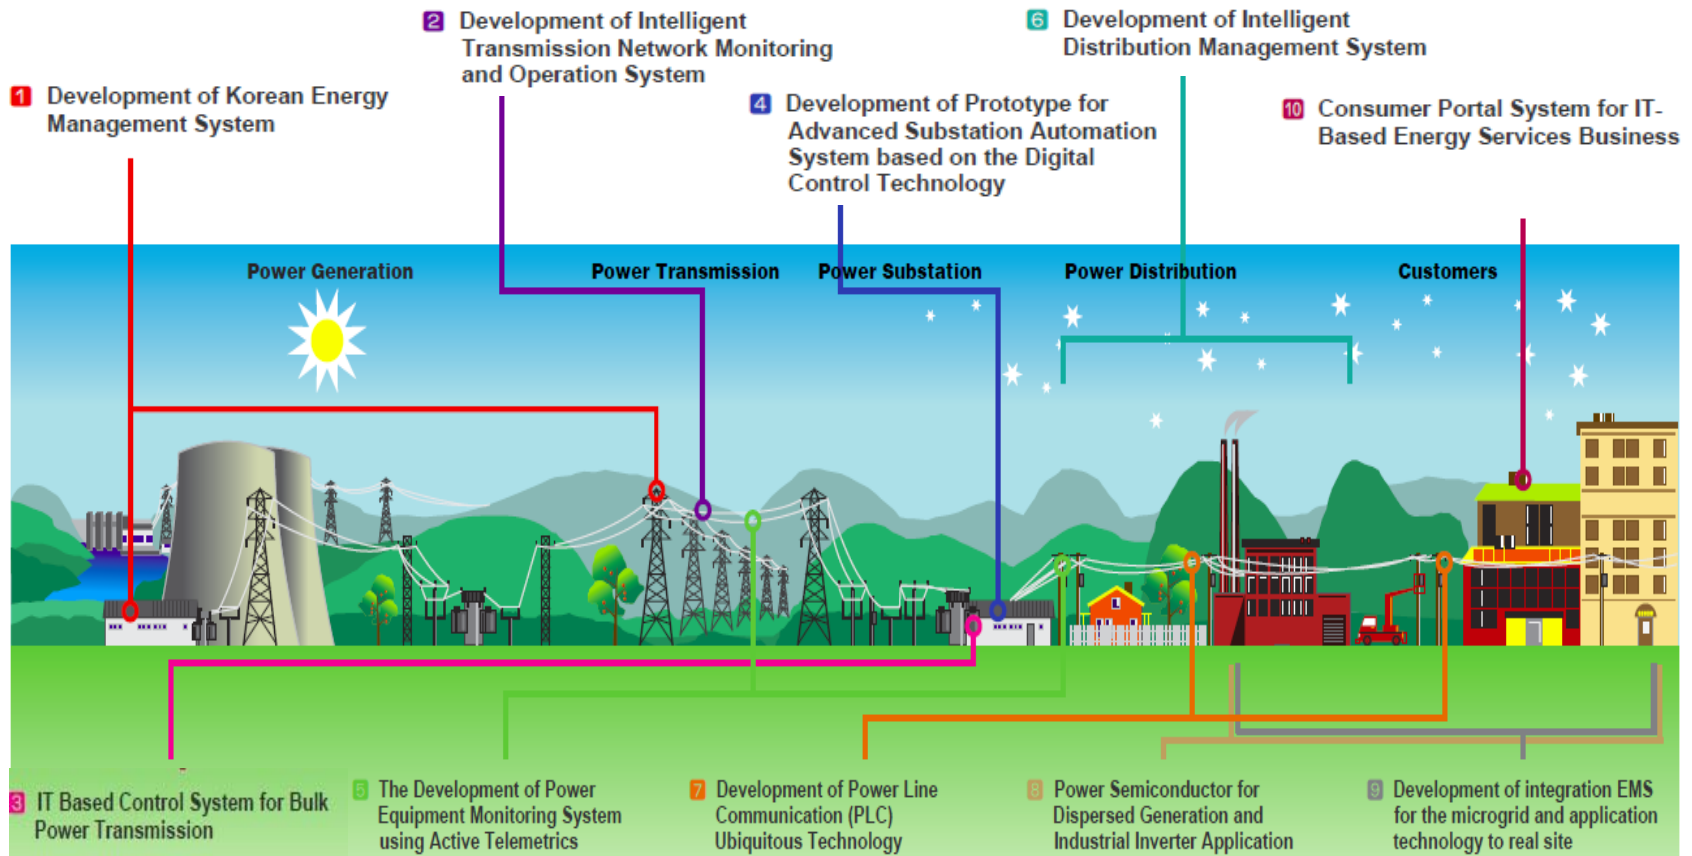 2 Development of Intelligent
Transmission Network Monitoring
and Operation System
6 Development of Intelligent
Distribution Management System
1 Development of Korean Energy
Management System
4 Development of Prototype for
Advanced Substation Automation
System based on the Digital
Control Technology
10 Consumer Portal System for IT-
Based Energy Services Business
Power Generation
Power Transmission
Power Substation
Power Distribution
Customers
3 IT Based Control System for Bulk
Power Transmission
5 The Development of Power
Equipment Monitoring System
using Active Telemetrics
7 Development of Power Line
Communication (PLC)
Ubiquitous Technology
8 Power Semiconductor for
Dispersed Generation and
Industrial Inverter Application
9 Development of integration EMS
for the microgrid and application
technology to real site